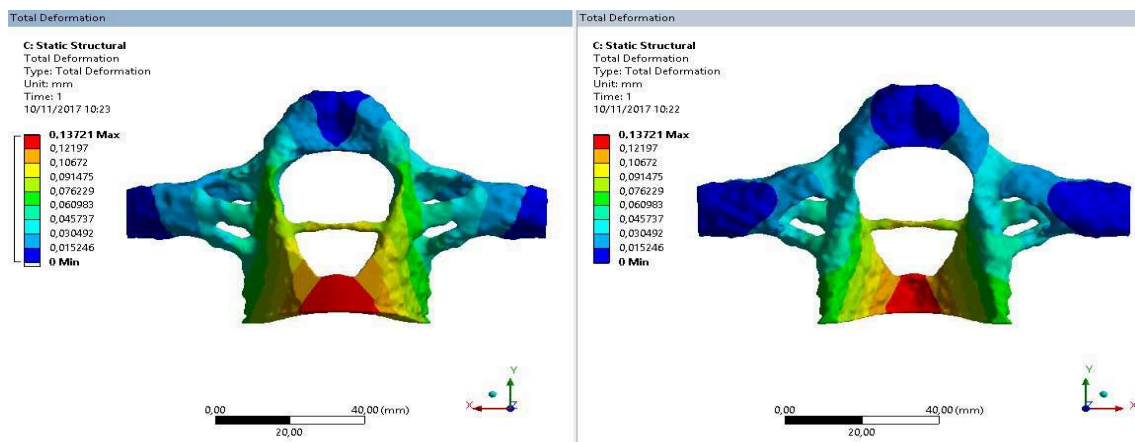 Total Deformation
C: Static Structural
Total Deformation
Type: Total Deformation
Unit: mm
Time: 1
10/11/2017 10:23
0,13721 Max
0,12197
0,10672
0,091475
0,076229
0,060983
0,045737
0,030492
0,015246
0 Min
0,00
40,00 (mm)
20,00
Y
X
Z
Total Deformation
C: Static Structural
Total Deformation
Type: Total Deformation
Unit: mm
Time: 1
10/11/2017 10:22
0,13721 Max
0,12197
0,10672
0,091475
0,076229
0,060983
0,045737
0,030492
0,015246
0 Min
0,00
40,00 (mm)
20,00
Y
X
Z